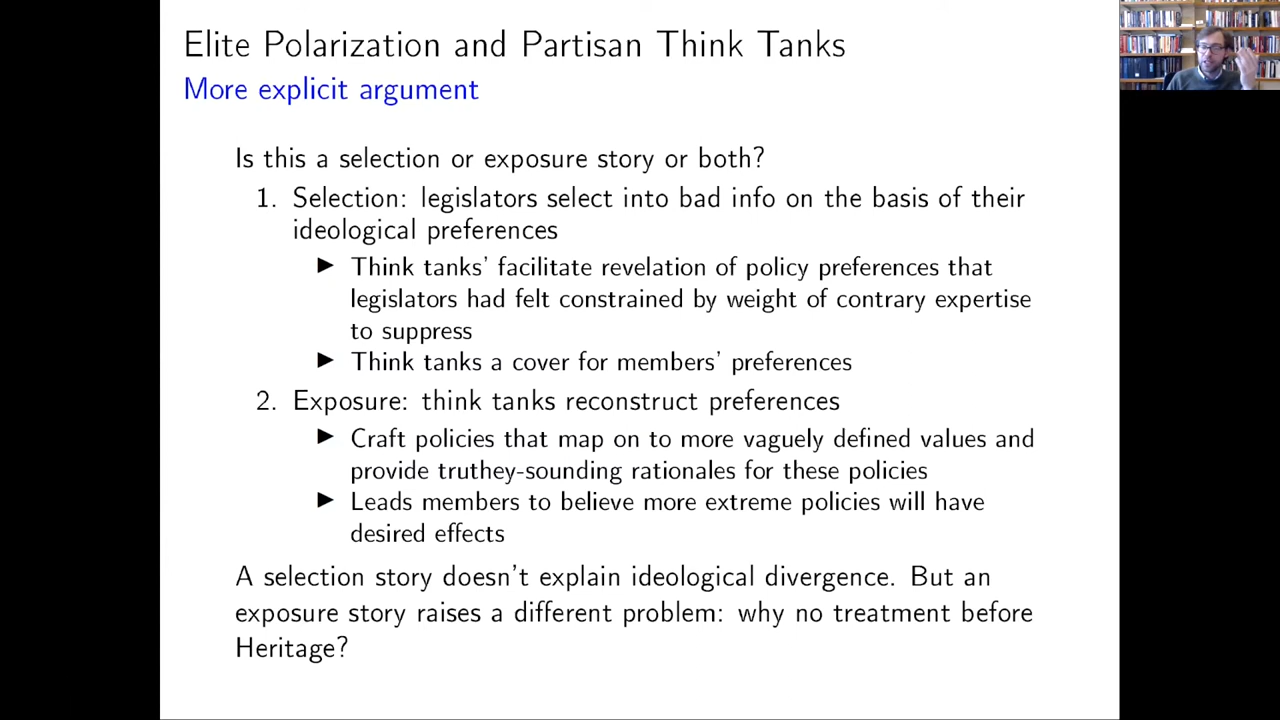 Elite Polarization and Partisan Think Tanks
More explicit argument
Is this a selection or exposure story or both?
1. Selection: legislators select into bad info on the basis of their
ideological preferences
▶ Think tanks' facilitate revelation of policy preferences that
legislators had felt constrained by weight of contrary expertise
to suppress
▶ Think tanks a cover for members' preferences
2. Exposure: think tanks reconstruct preferences
▶ Craft policies that map on to more vaguely defined values and
provide truthey-sounding rationales for these policies
▶ Leads members to believe more extreme policies will have
desired effects
A selection story doesn't explain ideological divergence. But an
exposure story raises a different problem: why no treatment before
Heritage?